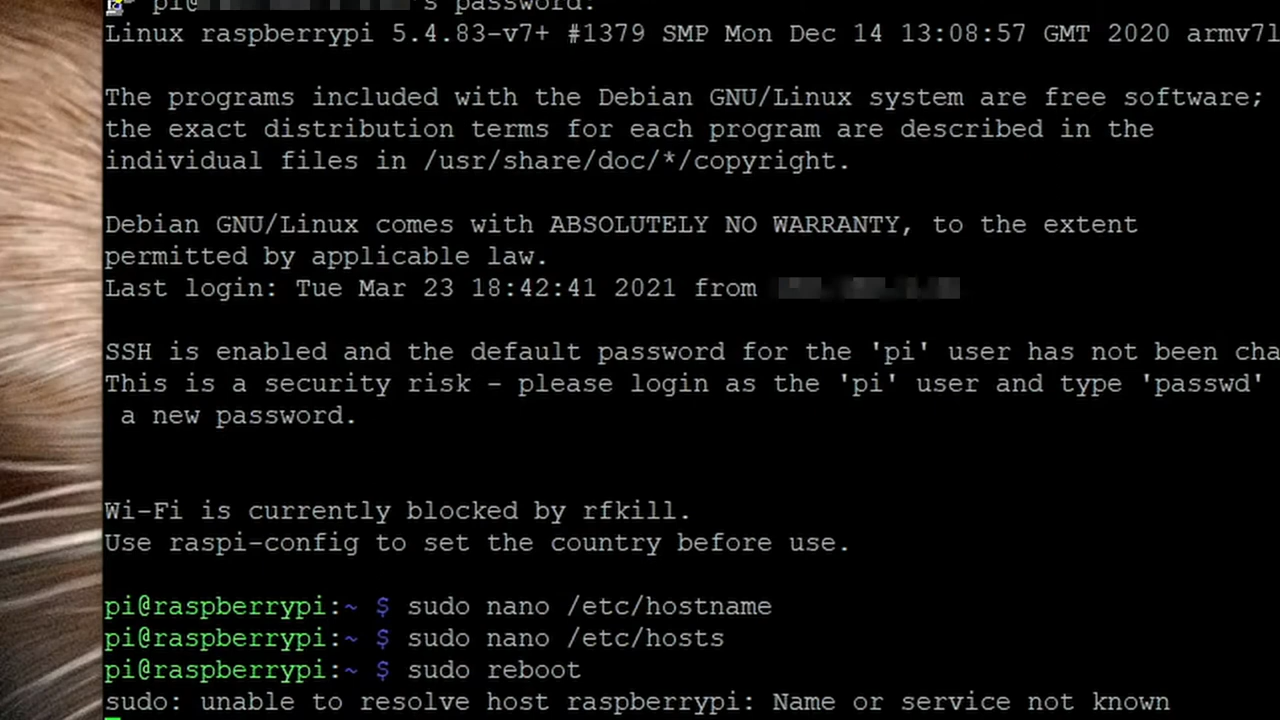 pi@ 's password:
Linux raspberrypi 5.4.83-v7+ #1379 SMP Mon Dec 14 13:08:57 GMT 2020 armv7l
The programs included with the Debian GNU/Linux system are free software;
the exact distribution terms for each program are described in the
individual files in /usr/share/doc/*/copyright.
Debian GNU/Linux comes with ABSOLUTELY NO WARRANTY, to the extent
permitted by applicable law.
Last login: Tue Mar 23 18:42:41 2021 from
SSH is enabled and the default password for the 'pi' user has not been cha
This is a security risk - please login as the 'pi' user and type 'passwd'
a new password.
Wi-Fi is currently blocked by rfkill.
Use raspi-config to set the country before use.
pi@raspberrypi:~ $ sudo nano /etc/hostname
pi@raspberrypi:~ $ sudo nano /etc/hosts
pi@raspberrypi:~ $ sudo reboot
sudo: unable to resolve host raspberrypi: Name or service not known